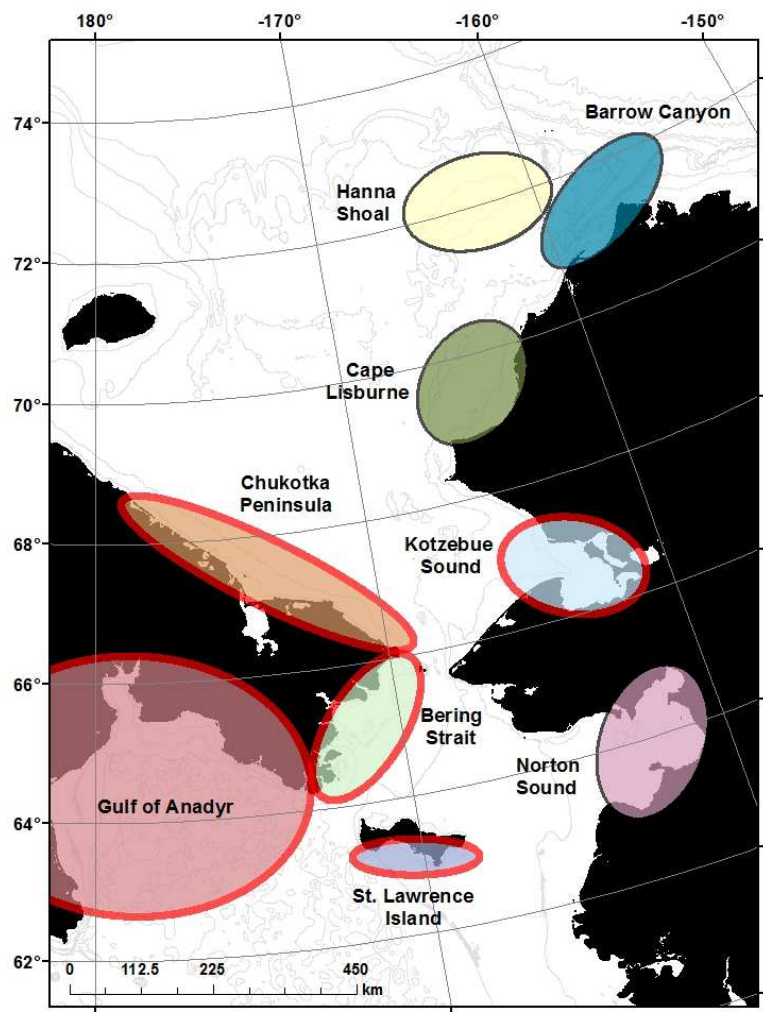 180° -170° -160° -150°
74°
72°
70°
68°
66°
64°
62°
Barrow Canyon
Hanna
Shoal
Cape
Lisburne
Chukotka
Peninsula
Kotzebue
Sound
Bering
Strait
Norton
Sound
Gulf of Anadyr
St. Lawrence
Island
0 112.5 225 450
km